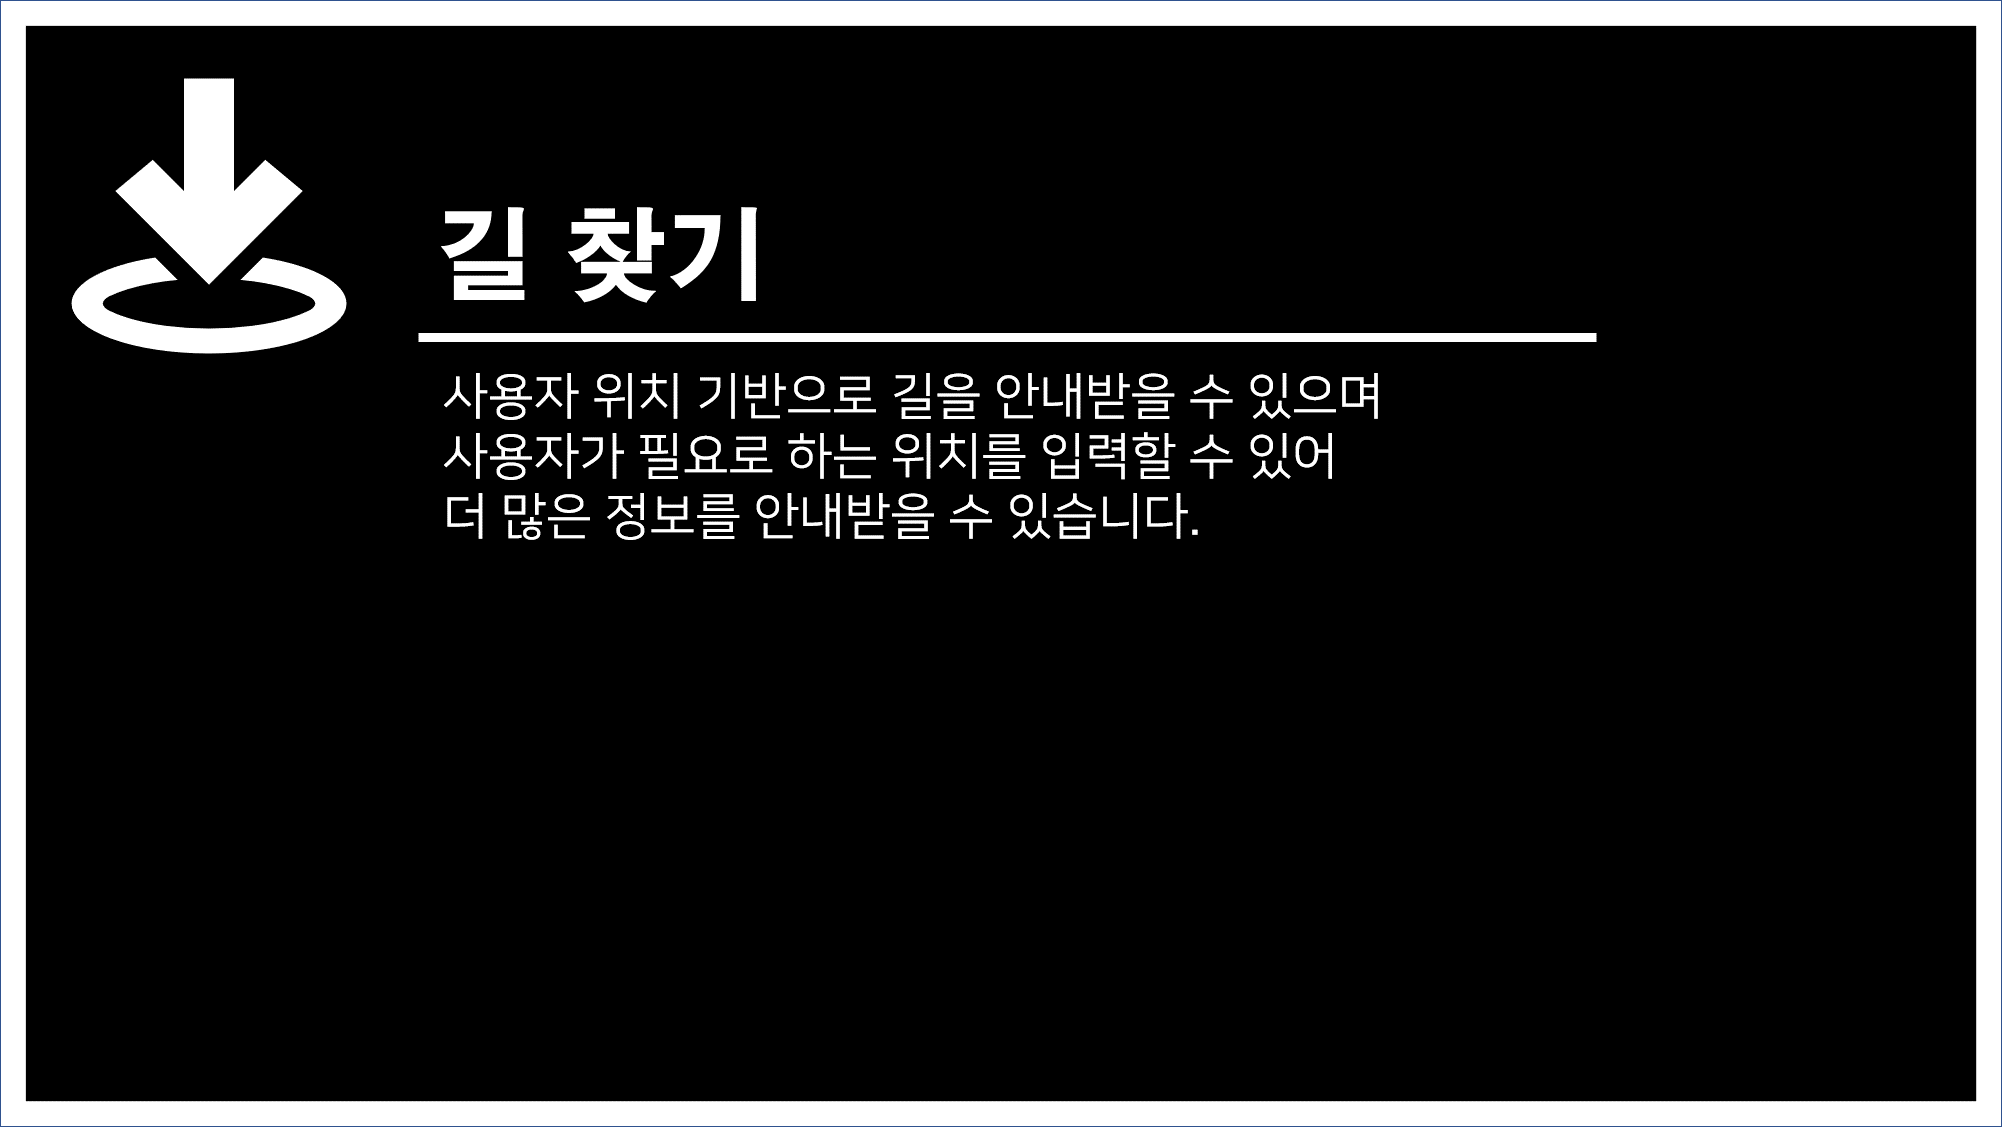 길 찾기
사용자 위치 기반으로 길을 안내받을 수 있으며
사용자가 필요로 하는 위치를 입력할 수 있어
더 많은 정보를 안내받을 수 있습니다.